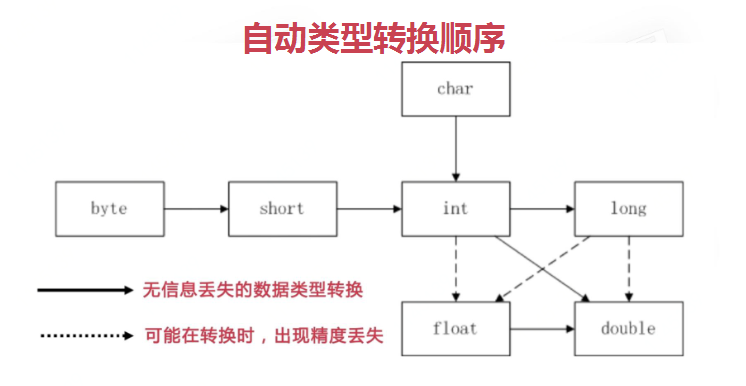 自动类型转换顺序
char
byte
short
int
long
无信息丢失的数据类型转换
可能在转换时，出现精度丢失
float
double